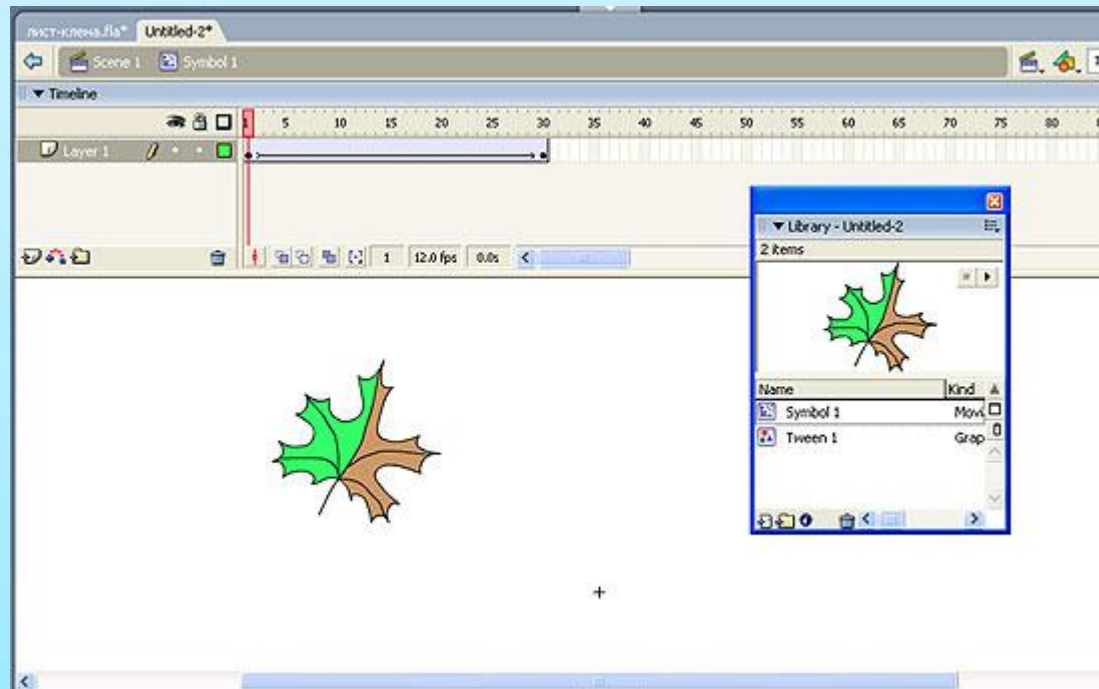 лист-клена.fla* Untitled-2*
Scene 1 Symbol 1
Timeline
1 5 10 15 20 25 30 35 40 45 50 55 60 65 70 75 80
Layer 1
1 12.0 fps 0.0s
Library - Untitled-2
2 items
Name Kind
Symbol 1 Movi
Tween 1 Grap